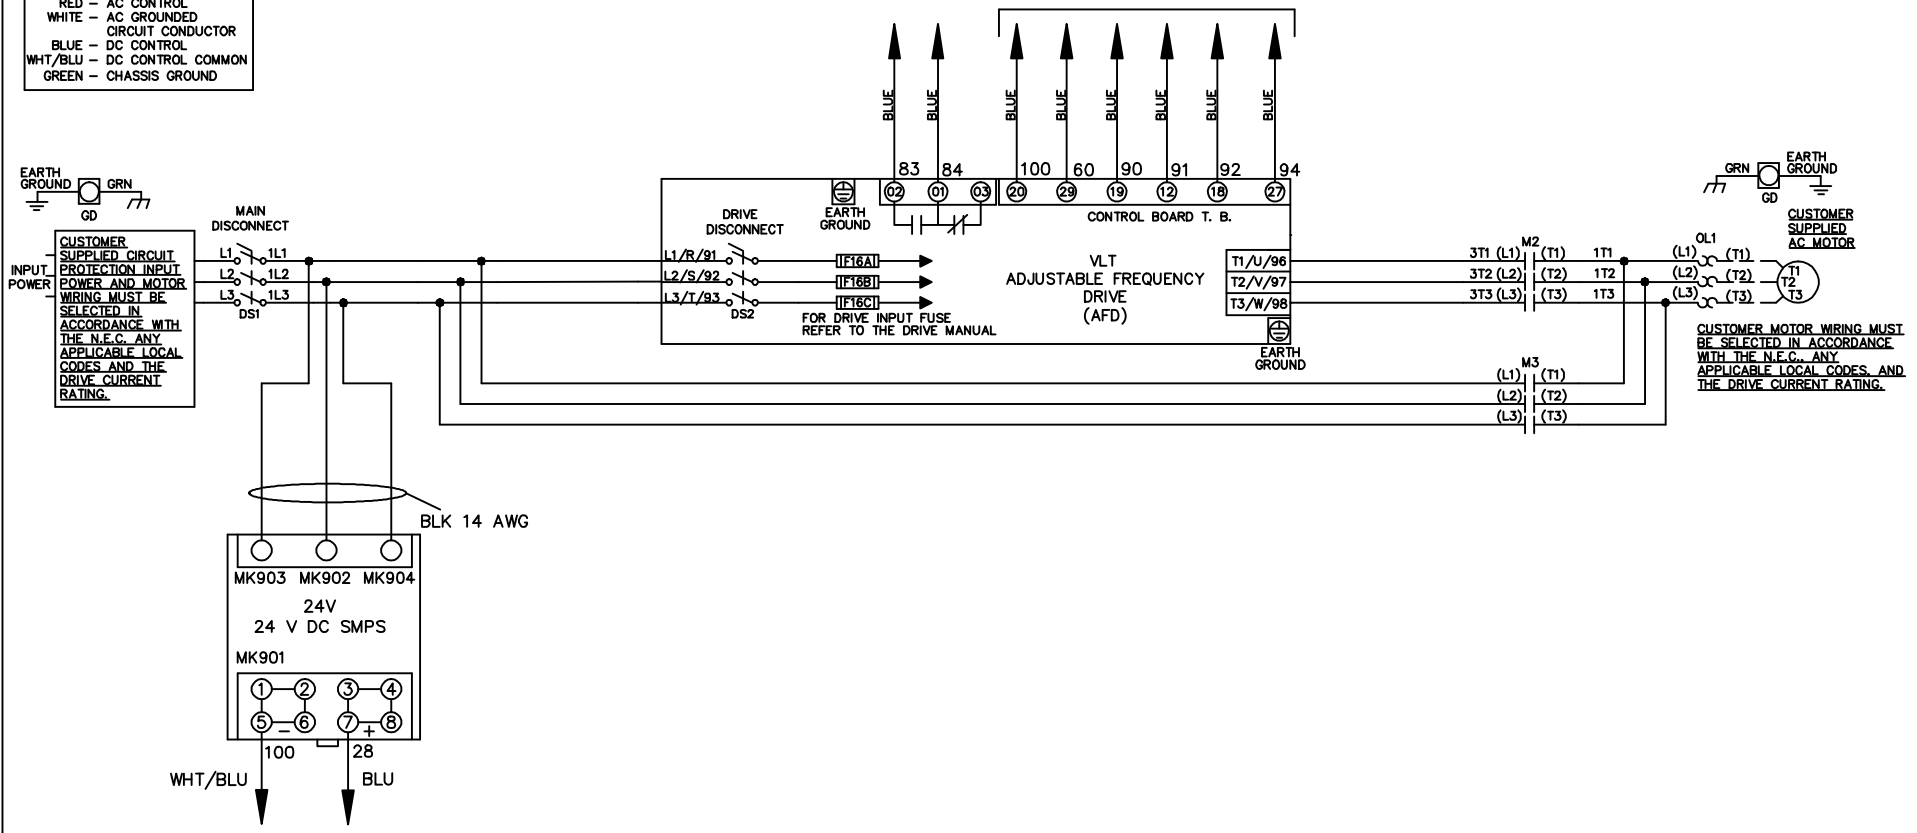 RED – AC CONTROL
WHITE – AC GROUNDED
CIRCUIT CONDUCTOR
BLUE – DC CONTROL
WHT/BLU – DC CONTROL COMMON
GREEN – CHASSIS GROUND
BLUE
BLUE
BLUE
BLUE
BLUE
BLUE
BLUE
BLUE
83
84
100
60
90
91
92
94
02
01
03
20
29
19
12
18
27
EARTH
GROUND
CONTROL BOARD T. B.
EARTH
GROUND
GRN
GD
MAIN
DISCONNECT
CUSTOMER
SUPPLIED CIRCUIT
PROTECTION INPUT
POWER AND MOTOR
WIRING MUST BE
SELECTED IN
ACCORDANCE WITH
THE N.E.C. ANY
APPLICABLE LOCAL
CODES AND THE
DRIVE CURRENT
RATING.
INPUT
POWER
L1
1L1
L2
1L2
L3
1L3
DS1
DRIVE
DISCONNECT
L1/R/91
L2/S/92
L3/T/93
DS2
F16A
F16B
F16C
FOR DRIVE INPUT FUSE
REFER TO THE DRIVE MANUAL
VLT
ADJUSTABLE FREQUENCY
DRIVE
(AFD)
T1/U/96
T2/V/97
T3/W/98
EARTH
GROUND
M2
3T1 (L1) (T1) 1T1
3T2 (L2) (T2) 1T2
3T3 (L3) (T3) 1T3
M3
(L1) (T1)
(L2) (T2)
(L3) (T3)
OL1
(L1) (T1)
(L2) (T2)
(L3) (T3)
T1
T2
T3
GRN
EARTH
GROUND
GD
CUSTOMER
SUPPLIED
AC MOTOR
CUSTOMER MOTOR WIRING MUST
BE SELECTED IN ACCORDANCE
WITH THE N.E.C., ANY
APPLICABLE LOCAL CODES, AND
THE DRIVE CURRENT RATING.
BLK 14 AWG
MK903 MK902 MK904
24V
24 V DC SMPS
MK901
1 2 3 4
5 6 7 8
– +
100 28
WHT/BLU BLU